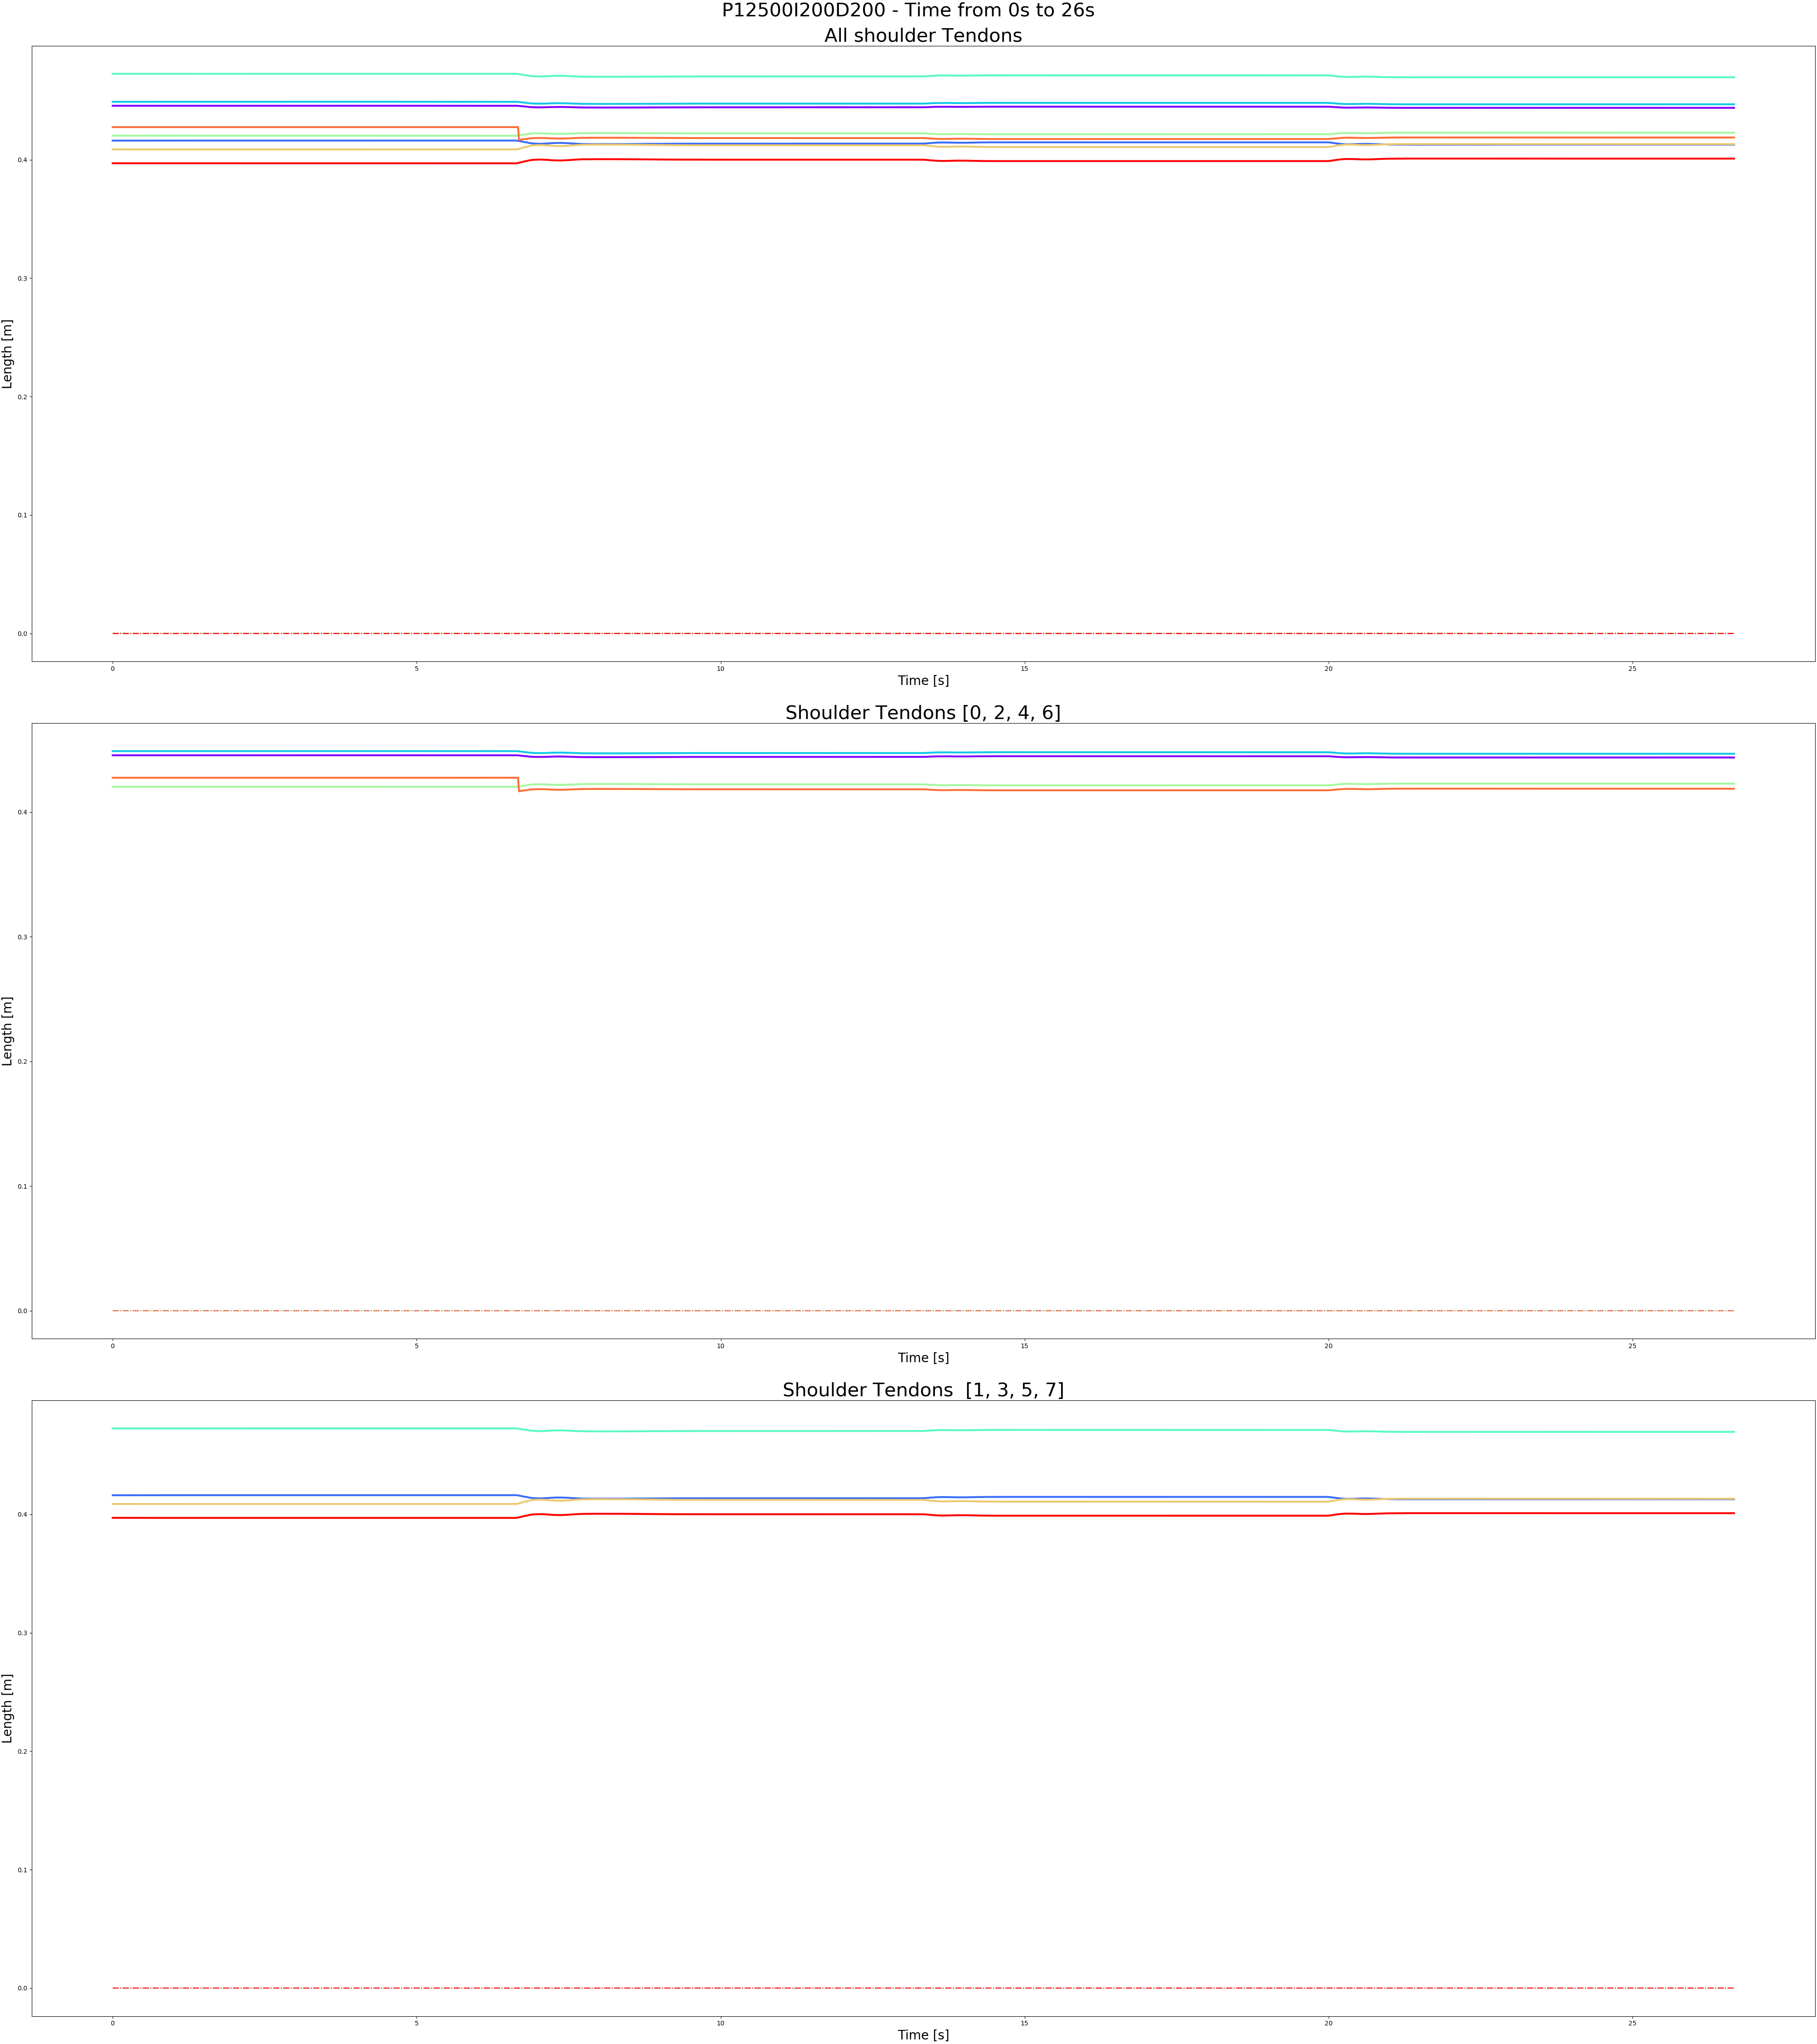 P12500I200D200 - Time from 0s to 26s
All shoulder Tendons
Length [m]
0.4
0.3
0.2
0.1
0.0
0 5 10 15 20 25
Time [s]
Shoulder Tendons [0, 2, 4, 6]
Length [m]
0.4
0.3
0.2
0.1
0.0
0 5 10 15 20 25
Time [s]
Shoulder Tendons  [1, 3, 5, 7]
Length [m]
0.4
0.3
0.2
0.1
0.0
0 5 10 15 20 25
Time [s]